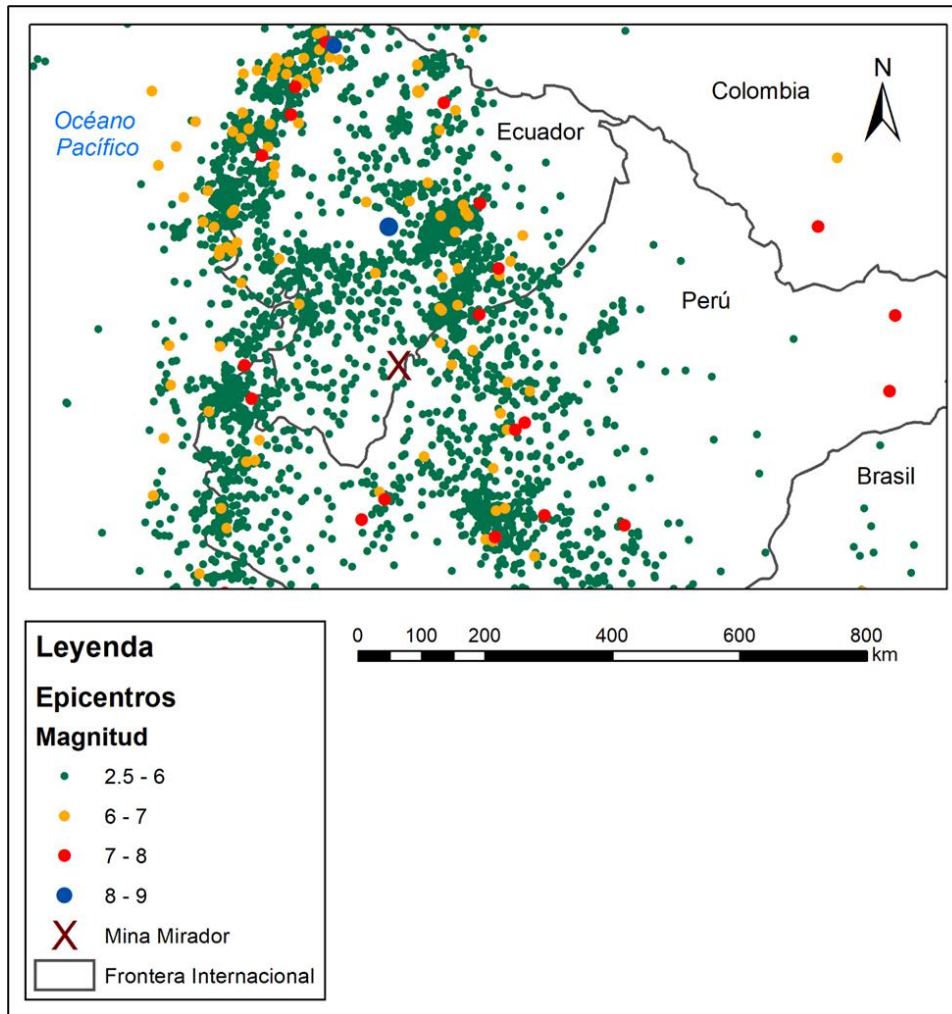 Océano
Pacífico
Colombia
N
Ecuador
Perú
Brasil
Leyenda
Epicentros
Magnitud
2.5 - 6
6 - 7
7 - 8
8 - 9
X Mina Mirador
Frontera Internacional
0 100 200 400 600 800
km